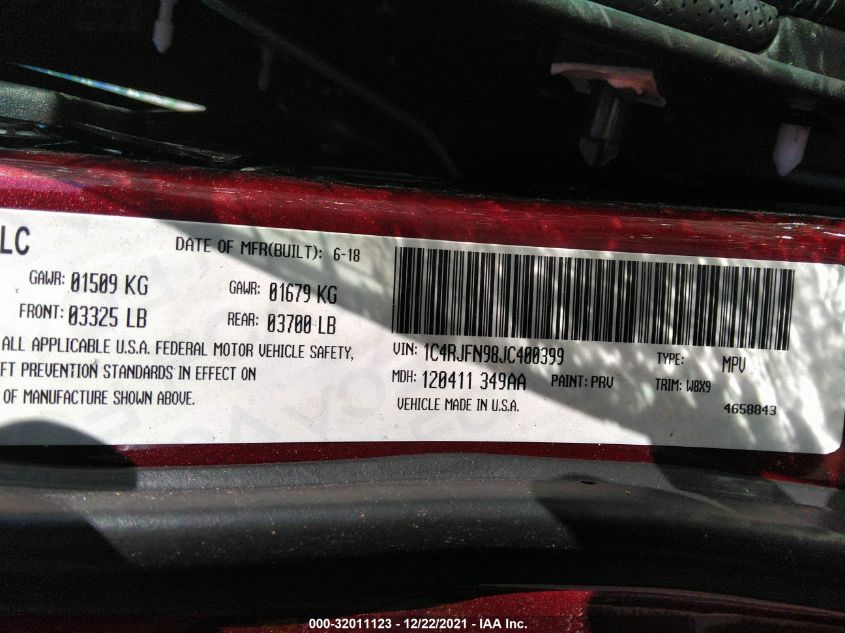 LC
DATE OF MFR(BUILT): 6-18
GAWR: 01509 KG
GAWR: 01679 KG
FRONT: 03325 LB
REAR: 03700 LB
ALL APPLICABLE U.S.A. FEDERAL MOTOR VEHICLE SAFETY,
FT PREVENTION STANDARDS IN EFFECT ON
OF MANUFACTURE SHOWN ABOVE.
VIN: 1C4RJFN98JC400399
TYPE: MPV
MDH: 120411 349AA
PAINT: PRV
TRIM: W8X9
VEHICLE MADE IN U.S.A.
4658843
000-32011123 - 12/22/2021 - IAA Inc.